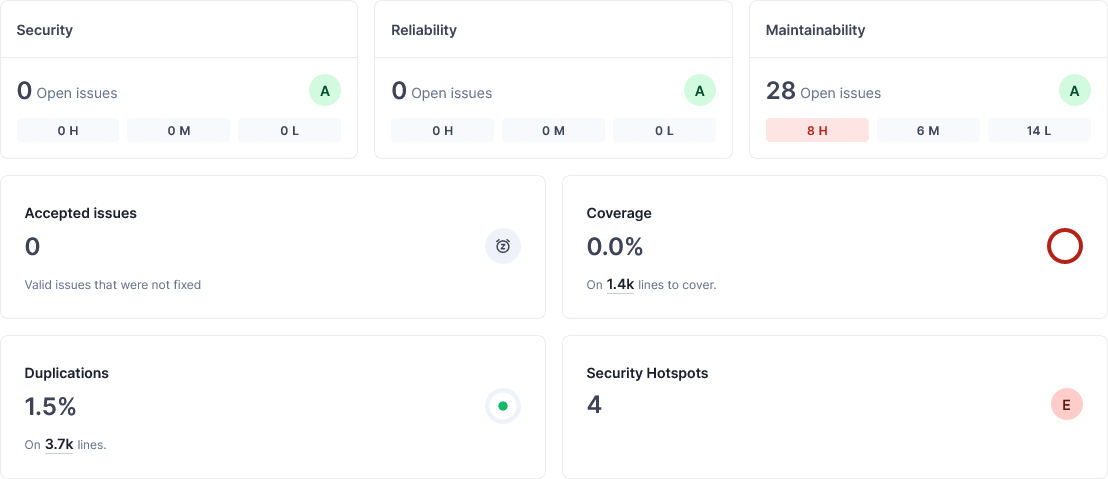 Security
0 Open issues
A
0 H
0 M
0 L
Reliability
0 Open issues
A
0 H
0 M
0 L
Maintainability
28 Open issues
A
8 H
6 M
14 L
Accepted issues
0
Valid issues that were not fixed
Coverage
0.0%
On 1.4k lines to cover.
Duplications
1.5%
On 3.7k lines.
Security Hotspots
4
E